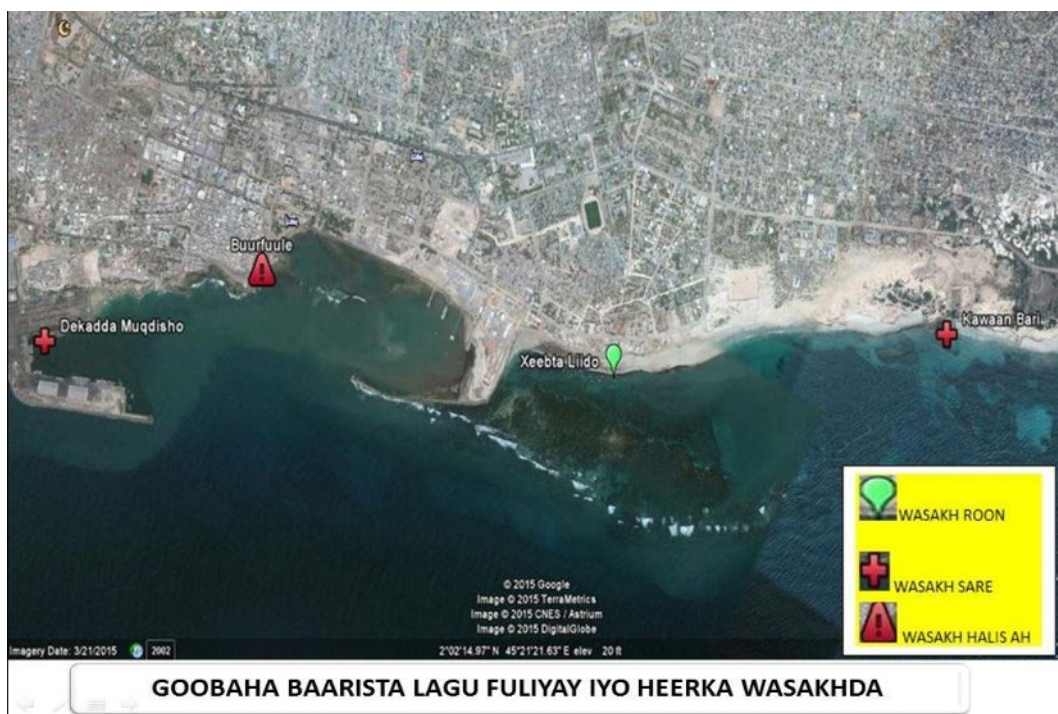 Buurfuule
Dekadda Muqdisho
Kawaan Bari
Xeebta Liido
WASAKH ROON
WASAKH SARE
WASAKH HALIS AH
© 2015 Google
Image © 2015 TerraMetrics
Image © 2015 CNES / Astrium
Image © 2015 DigitalGlobe
Imagery Date: 3/21/2015 2002 2°02'14.97" N 45°21'21.63" E elev 20 ft
GOOBAHA BAARISTA LAGU FULIYAY IYO HEERKA WASAKHDA